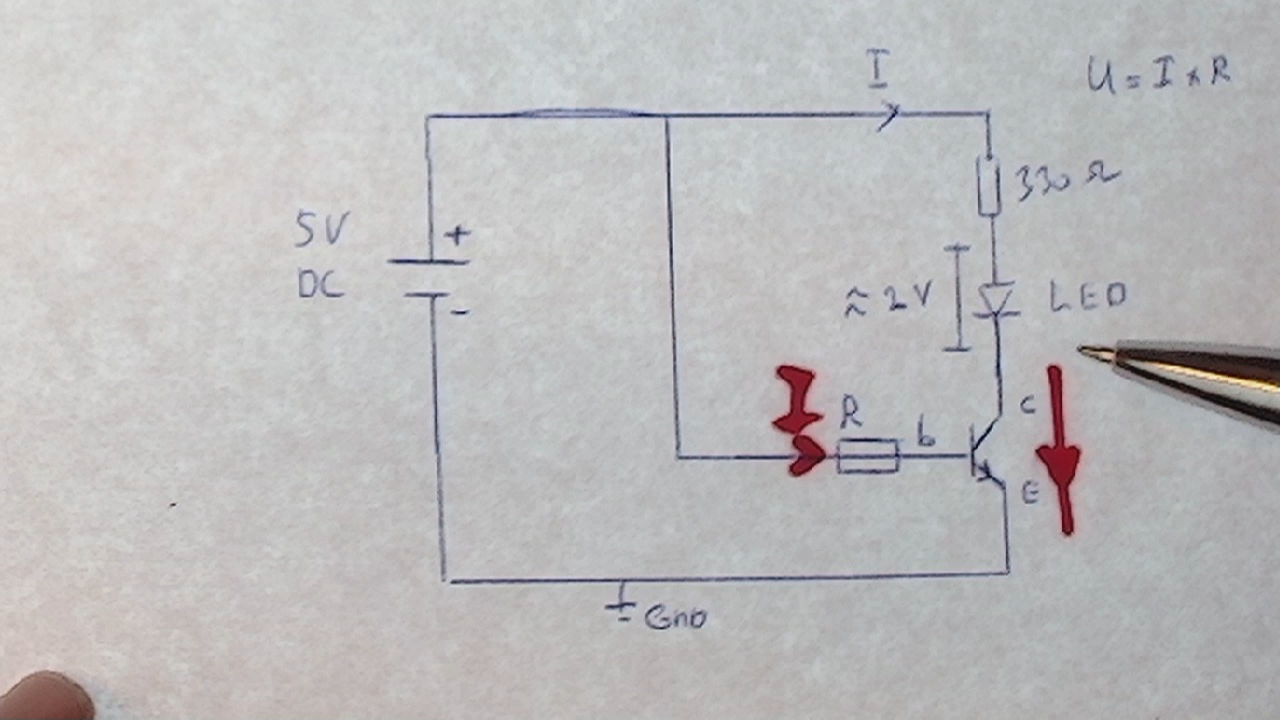 I
U = I x R
330 Ω
5V
DC
+
-
≈ 2V
LED
I
R
b
C
E
GND